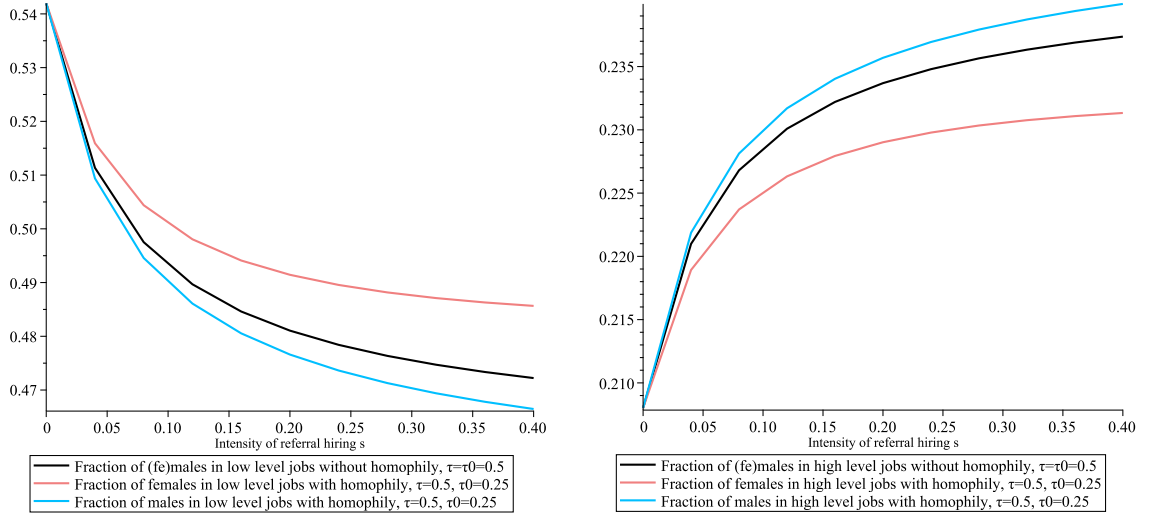 0.54
0.53
0.52
0.51
0.50
0.49
0.48
0.47
0 0.05 0.10 0.15 0.20 0.25 0.30 0.35 0.40
Intensity of referral hiring s
Fraction of (fe)males in low level jobs without homophily, τ=τ0=0.5
Fraction of females in low level jobs with homophily, τ=0.5, τ0=0.25
Fraction of males in low level jobs with homophily, τ=0.5, τ0=0.25
0.235
0.230
0.225
0.220
0.215
0.210
0 0.05 0.10 0.15 0.20 0.25 0.30 0.35 0.40
Intensity of referral hiring s
Fraction of (fe)males in high level jobs without homophily, τ=τ0=0.5
Fraction of females in high level jobs with homophily, τ=0.5, τ0=0.25
Fraction of males in high level jobs with homophily, τ=0.5, τ0=0.25